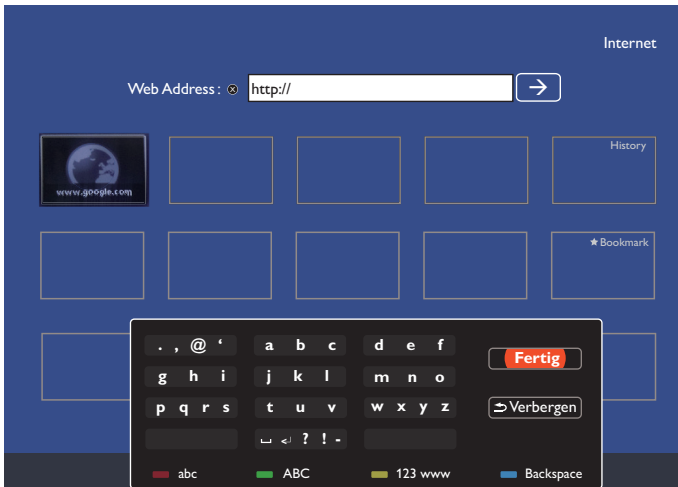 Internet
Web Address : ⊗ http:// →
www.google.com
History
★ Bookmark
. , @ ‘ a b c d e f
Fertig
g h i j k l m n o
p q r s t u v w x y z
Verbergen
␣ ↲ ? ! -
abc ABC 123 www Backspace